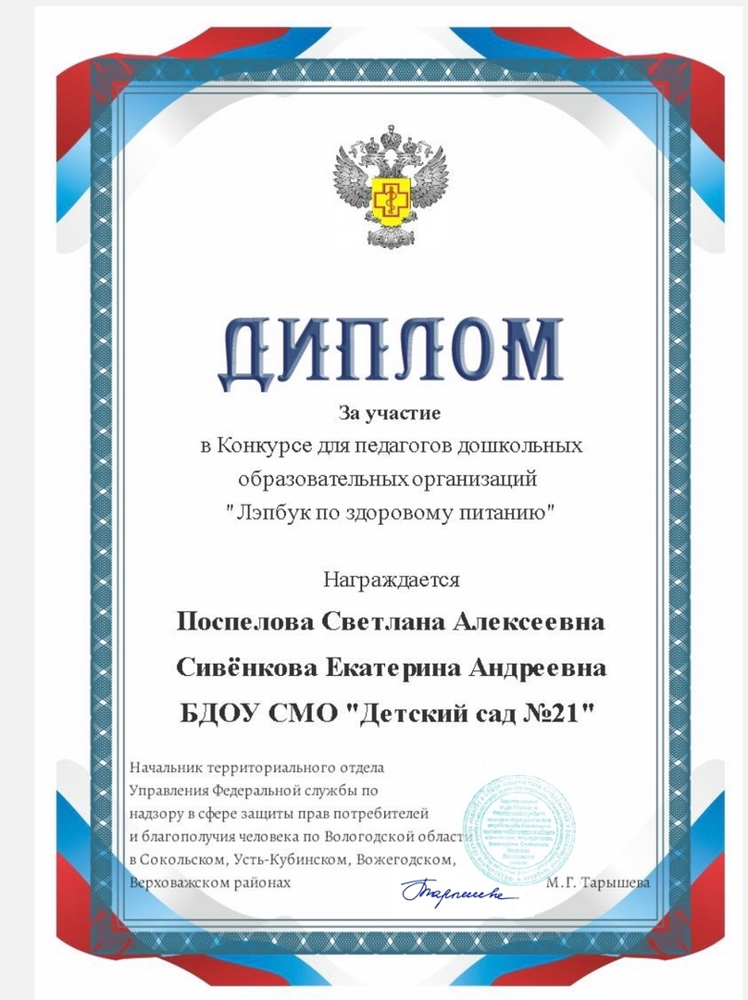 ДИПЛОМ
За участие
в Конкурсе для педагогов дошкольных
образовательных организаций
"Лэпбук по здоровому питанию"
Награждается
Поспелова Светлана Алексеевна
Сивёнкова Екатерина Андреевна
БДОУ СМО "Детский сад №21"
Начальник территориального отдела
Управления Федеральной службы по
надзору в сфере защиты прав потребителей
и благополучия человека по Вологодской област
в Сокольском, Усть-Кубинском, Вожегодском,
Верховажском районах
М.Г. Тарышева